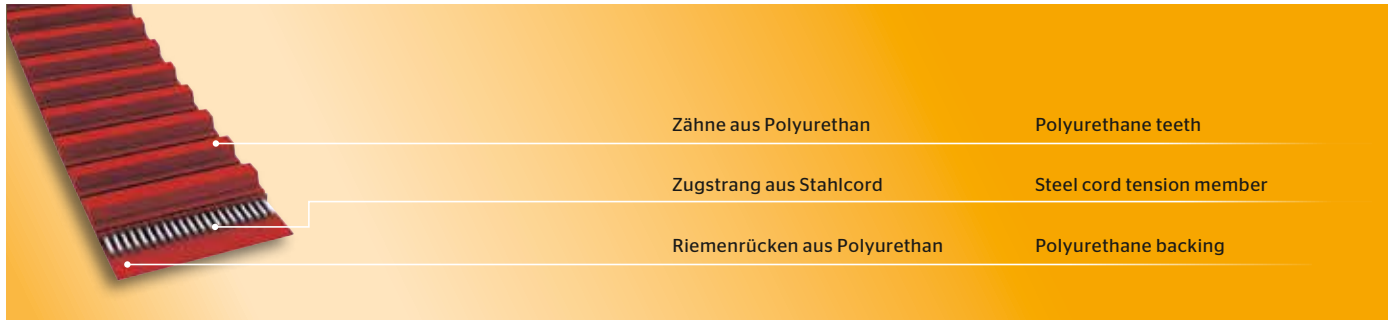 Zähne aus Polyurethan Polyurethane teeth
Zugstrang aus Stahlcord Steel cord tension member
Riemenrücken aus Polyurethan Polyurethane backing